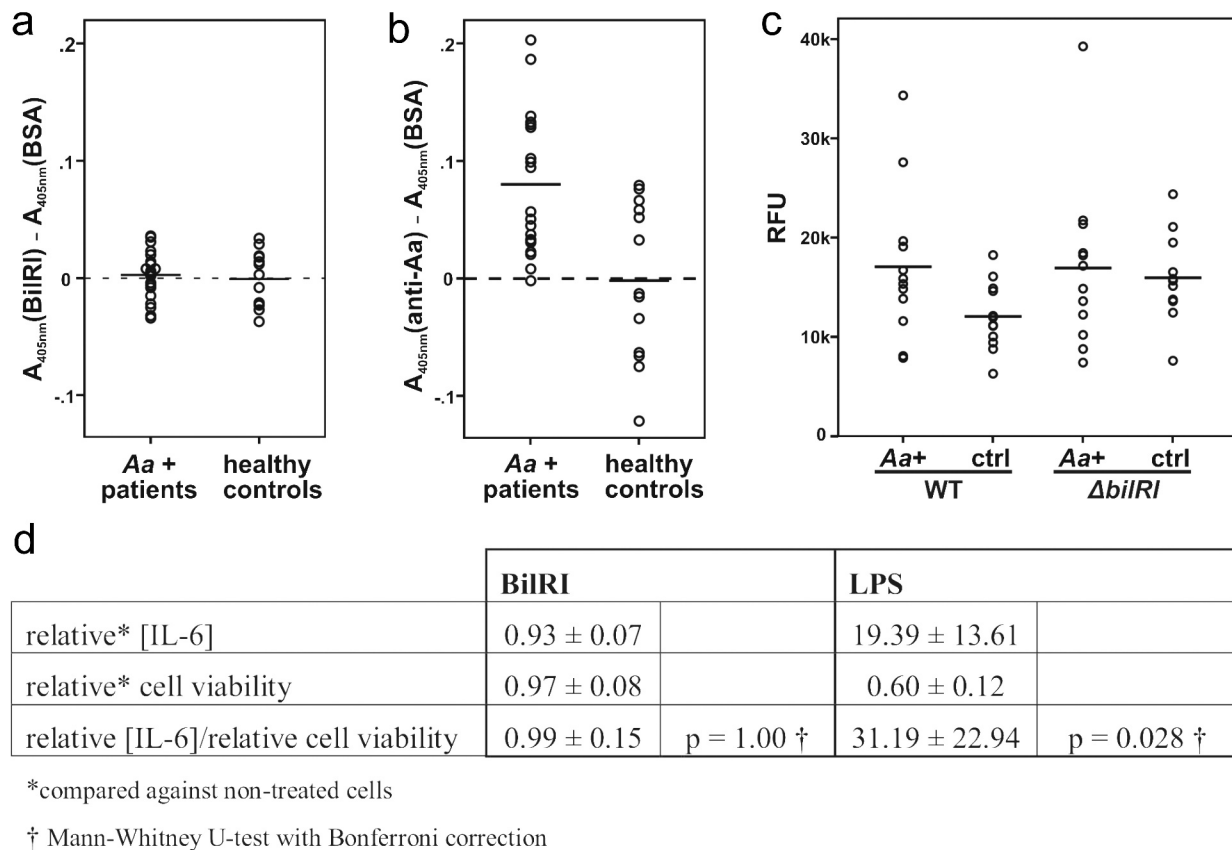 a
.2
.1
0
-.1
A405nm(BilRI) - A405nm(BSA)
Aa + patients
healthy controls
b
.2
.1
0
-.1
A405nm(anti-Aa) - A405nm(BSA)
Aa + patients
healthy controls
c
40k
30k
20k
10k
0
RFU
Aa+ ctrl Aa+ ctrl
WT ΔbilRI
d
BilRI LPS
relative* [IL-6] 0.93 ± 0.07 19.39 ± 13.61
relative* cell viability 0.97 ± 0.08 0.60 ± 0.12
relative [IL-6]/relative cell viability 0.99 ± 0.15 p = 1.00 † 31.19 ± 22.94 p = 0.028 †
*compared against non-treated cells
† Mann-Whitney U-test with Bonferroni correction